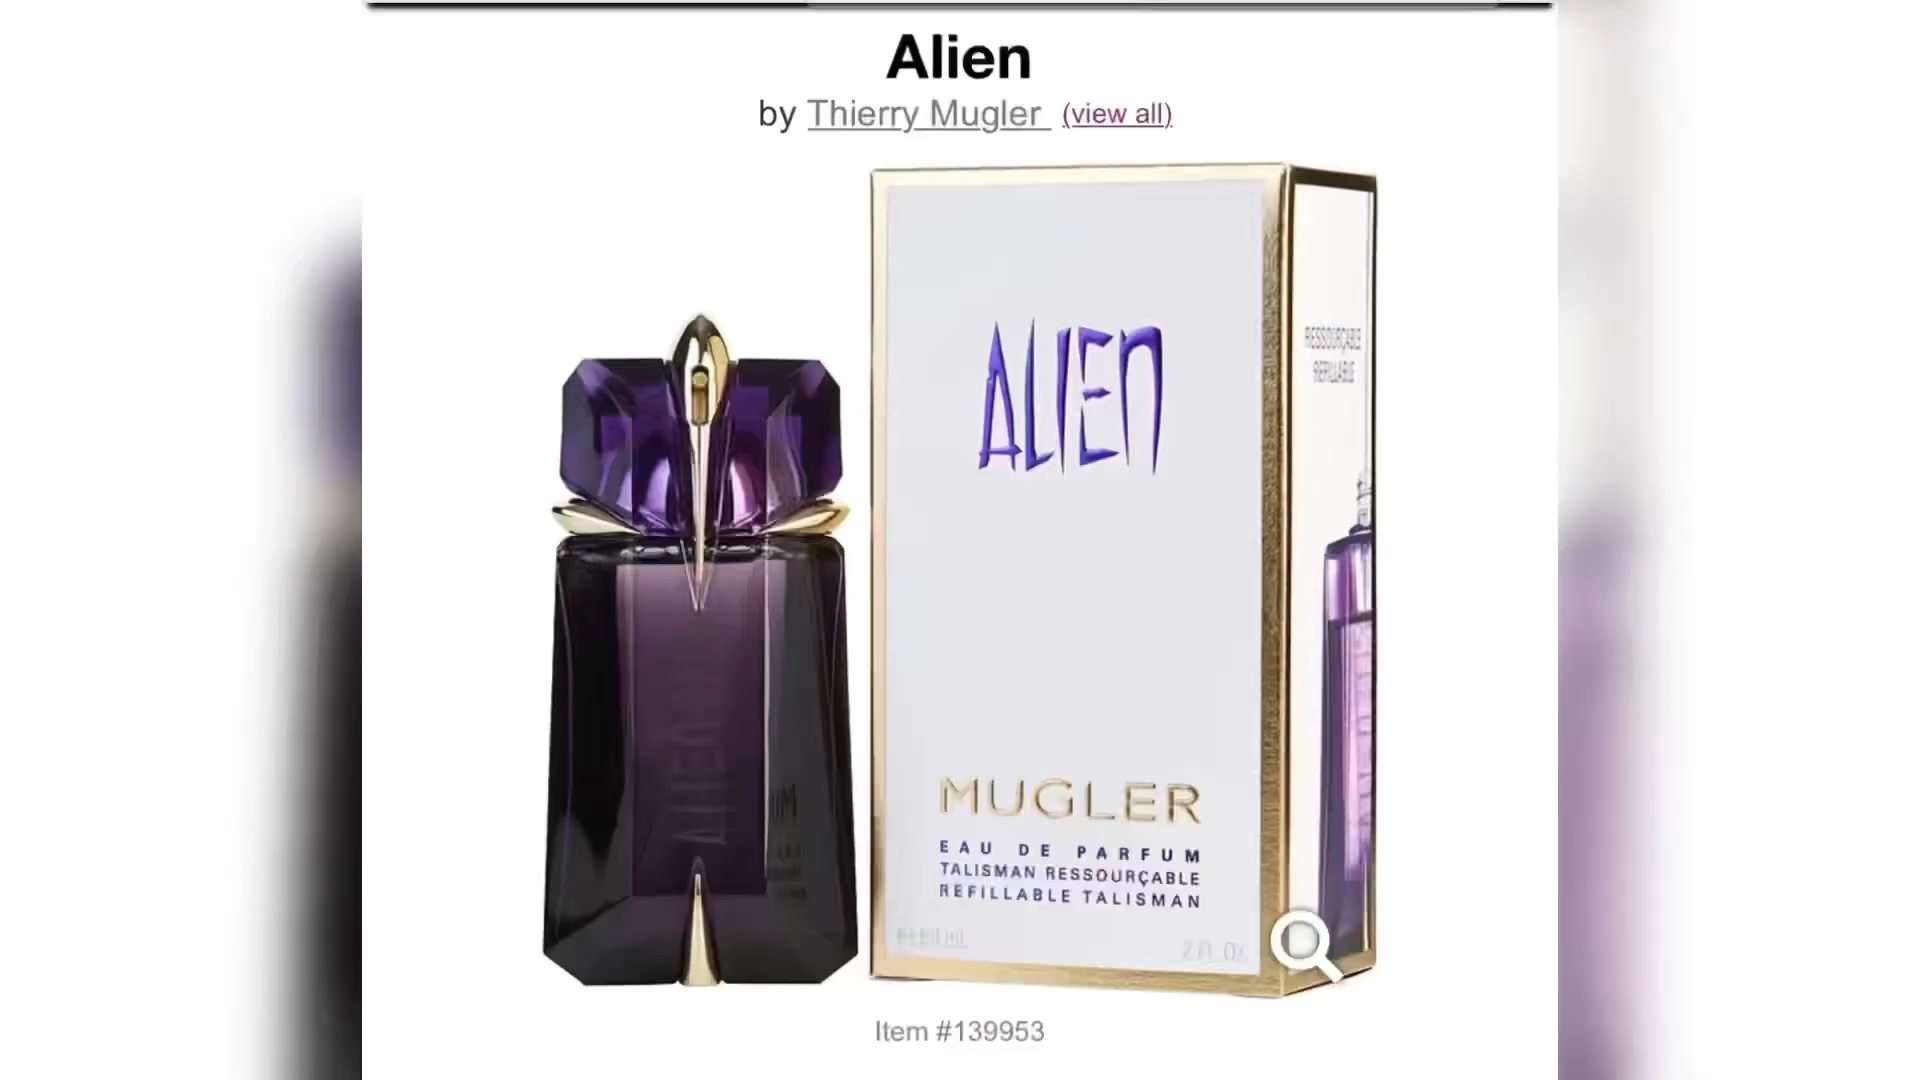 Alien
by Thierry Mugler (view all)
ALIEN
RESSOURÇABLE
REFILLABLE
MUGLER
EAU DE PARFUM
TALISMAN RESSOURÇABLE
REFILLABLE TALISMAN
2 FL. OZ.
ALIEN
Item #139953